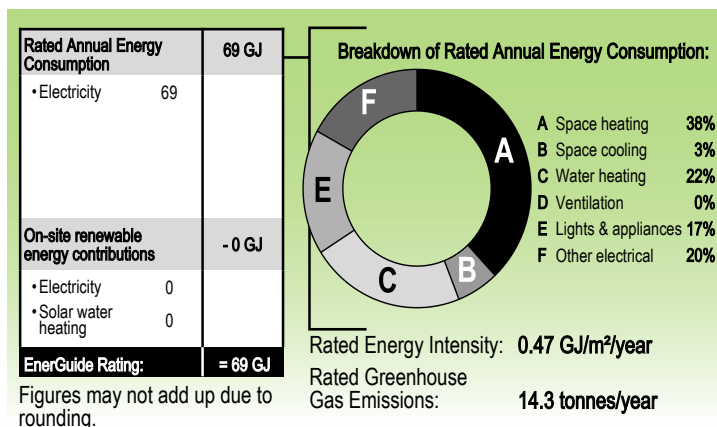 Rated Annual Energy
Consumption
69 GJ
• Electricity 69
On-site renewable
energy contributions
- 0 GJ
• Electricity 0
• Solar water
heating 0
EnerGuide Rating: = 69 GJ
Figures may not add up due to
rounding.
Breakdown of Rated Annual Energy Consumption:
F
A
E
C
B
A Space heating 38%
B Space cooling 3%
C Water heating 22%
D Ventilation 0%
E Lights & appliances 17%
F Other electrical 20%
Rated Energy Intensity: 0.47 GJ/m²/year
Rated Greenhouse
Gas Emissions: 14.3 tonnes/year